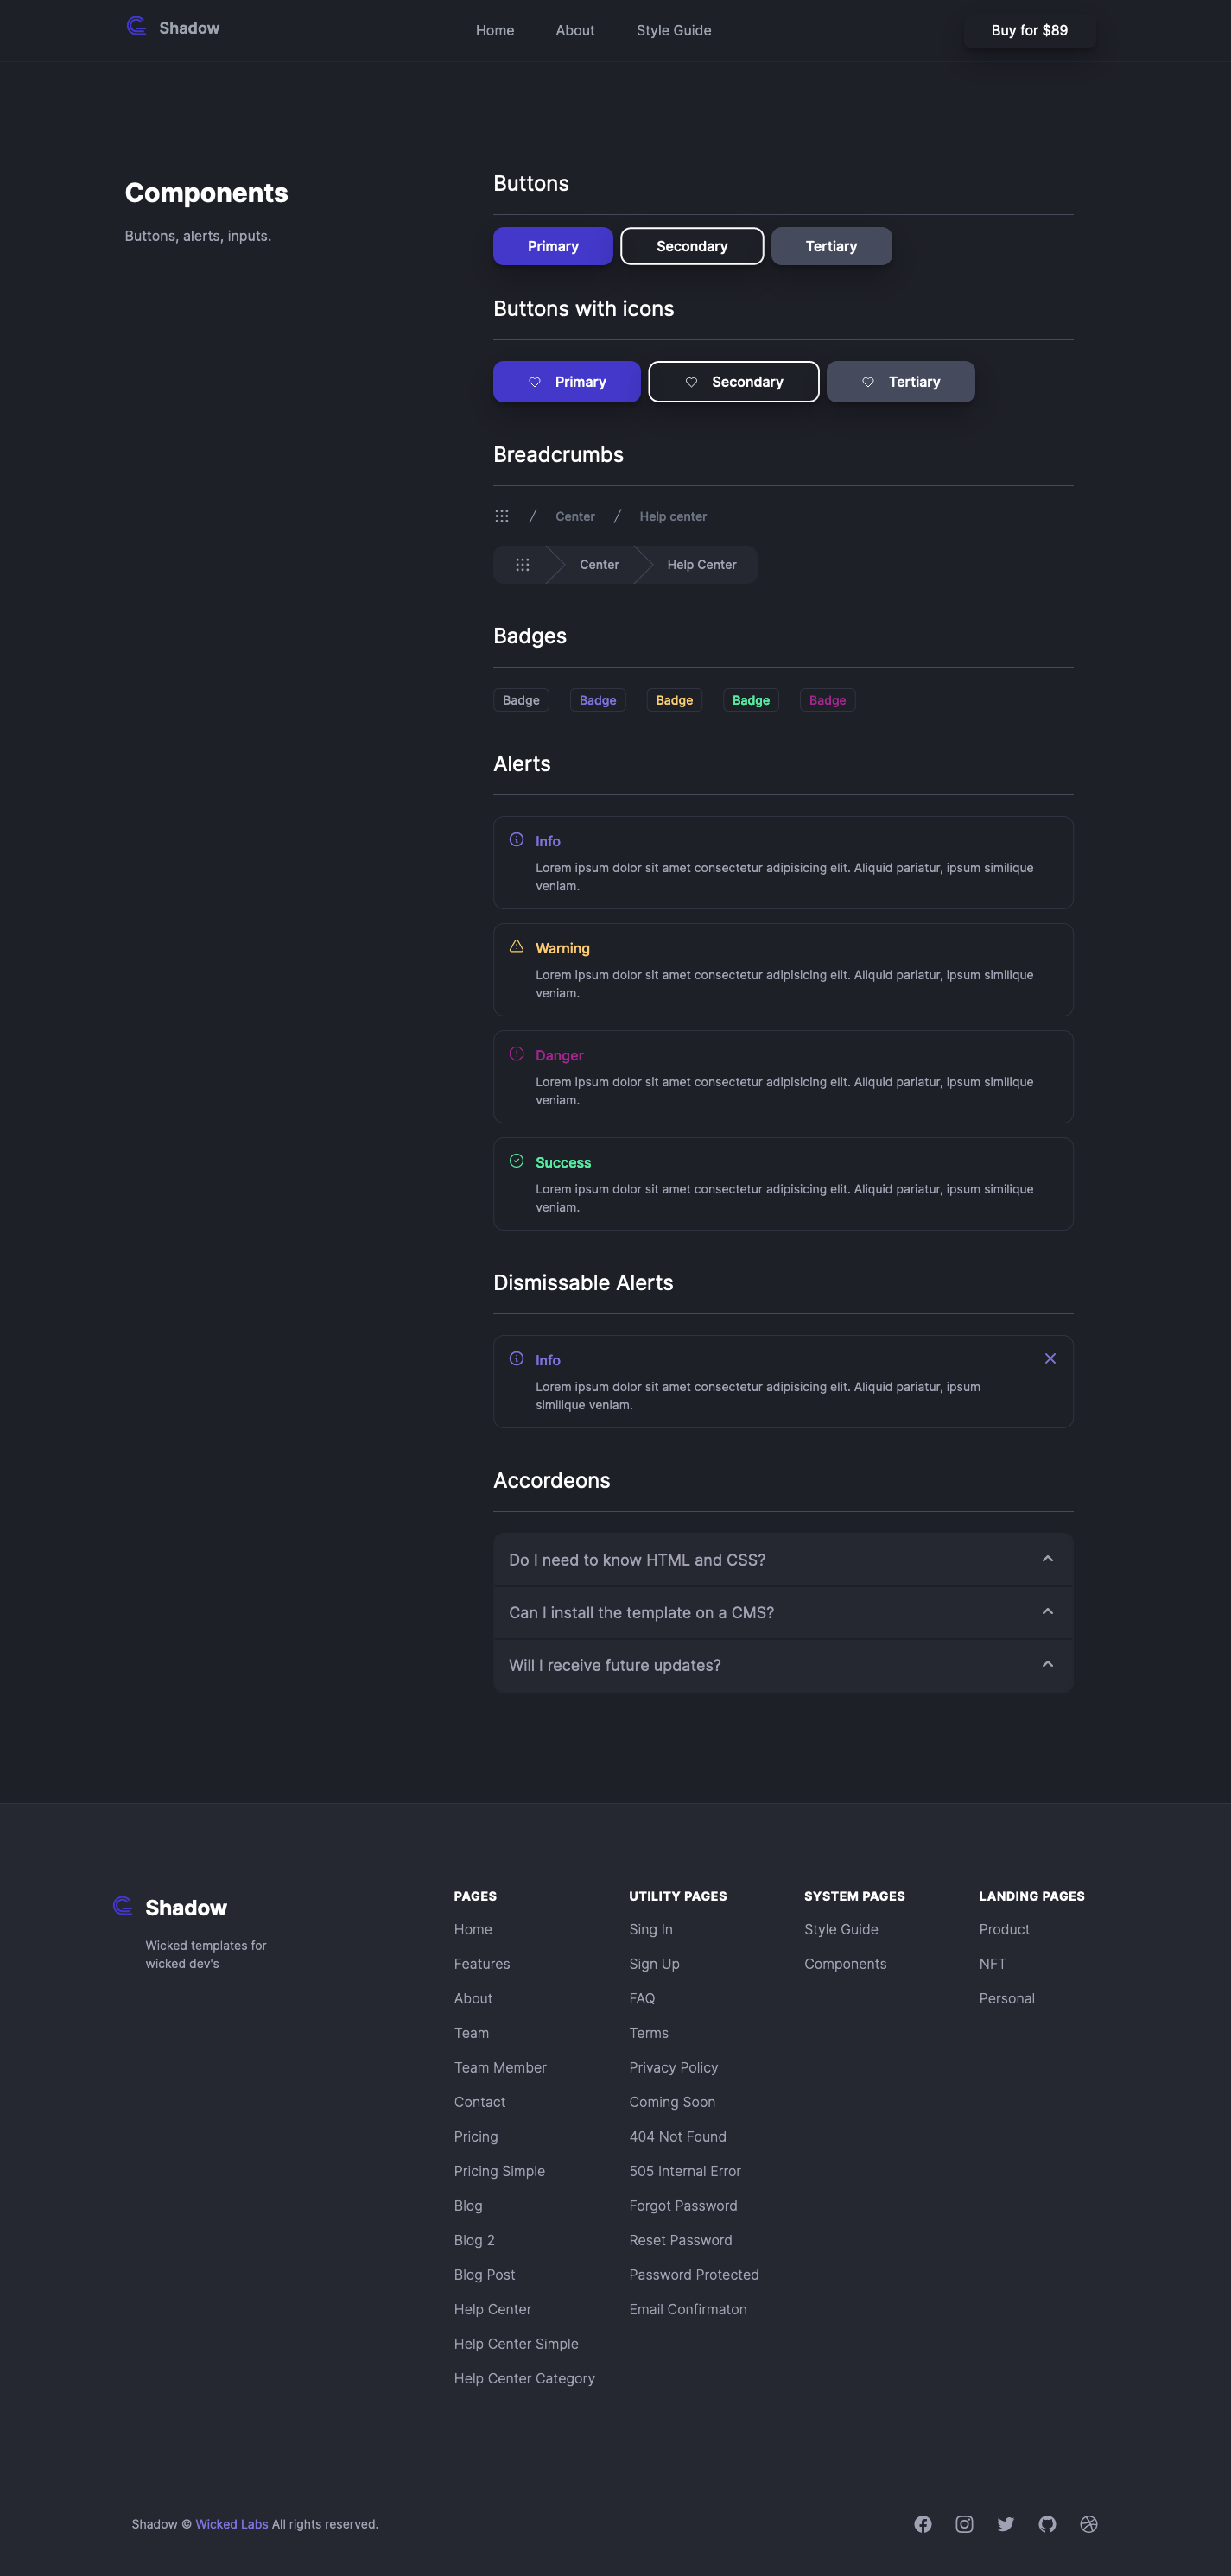 Shadow
Home About Style Guide
Buy for $89
Components
Buttons, alerts, inputs.
Buttons
Primary Secondary Tertiary
Buttons with icons
Primary Secondary Tertiary
Breadcrumbs
/ Center / Help center
Center Help Center
Badges
Badge Badge Badge Badge Badge
Alerts
Info
Lorem ipsum dolor sit amet consectetur adipisicing elit. Aliquid pariatur, ipsum similique
veniam.
Warning
Lorem ipsum dolor sit amet consectetur adipisicing elit. Aliquid pariatur, ipsum similique
veniam.
Danger
Lorem ipsum dolor sit amet consectetur adipisicing elit. Aliquid pariatur, ipsum similique
veniam.
Success
Lorem ipsum dolor sit amet consectetur adipisicing elit. Aliquid pariatur, ipsum similique
veniam.
Dismissable Alerts
Info
Lorem ipsum dolor sit amet consectetur adipisicing elit. Aliquid pariatur, ipsum
similique veniam.
Accordeons
Do I need to know HTML and CSS?
Can I install the template on a CMS?
Will I receive future updates?
Shadow
Wicked templates for
wicked dev's
PAGES
Home
Features
About
Team
Team Member
Contact
Pricing
Pricing Simple
Blog
Blog 2
Blog Post
Help Center
Help Center Simple
Help Center Category
UTILITY PAGES
Sing In
Sign Up
FAQ
Terms
Privacy Policy
Coming Soon
404 Not Found
505 Internal Error
Forgot Password
Reset Password
Password Protected
Email Confirmaton
SYSTEM PAGES
Style Guide
Components
LANDING PAGES
Product
NFT
Personal
Shadow © Wicked Labs All rights reserved.